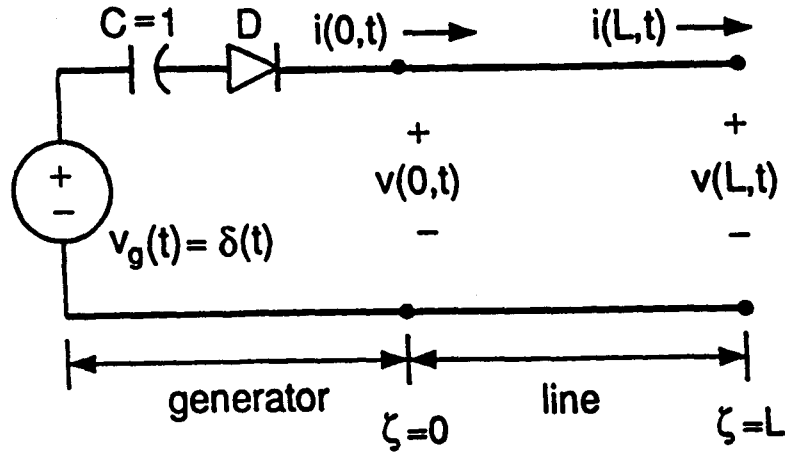 C=1 D i(0,t) i(L,t)
+ + +
v(0,t) v(L,t)
− − −
v_g(t)= δ(t)
generator line
ζ=0 ζ=L